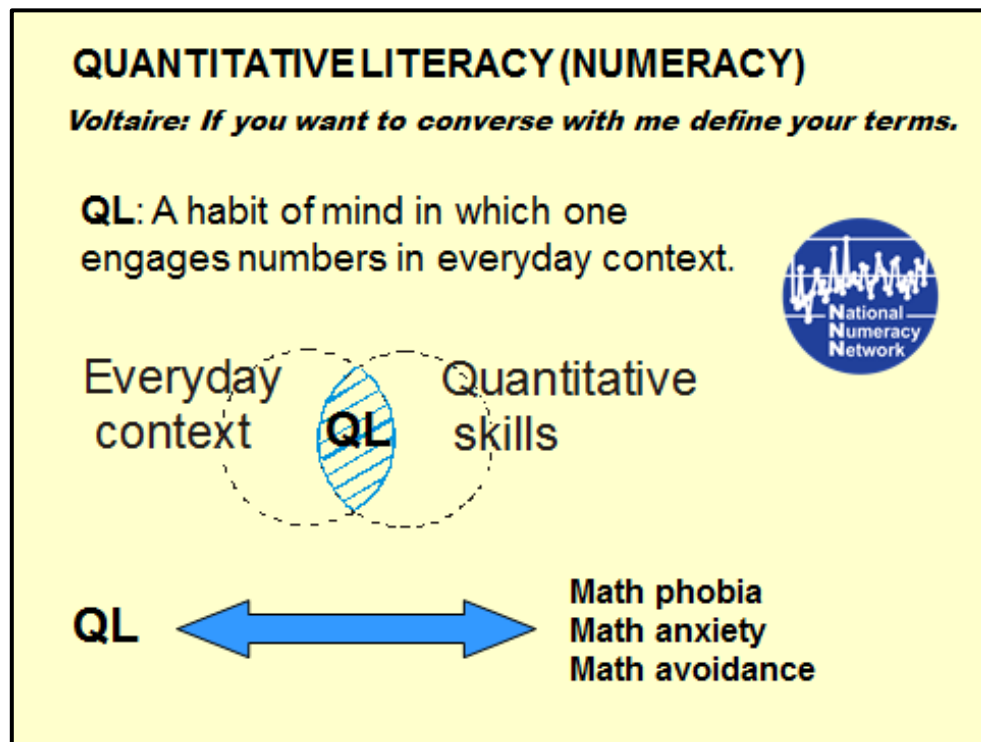 QUANTITATIVE LITERACY (NUMERACY)
Voltaire: If you want to converse with me define your terms.
QL: A habit of mind in which one
engages numbers in everyday context.
National
Numeracy
Network
Everyday
context
QL
Quantitative
skills
QL
Math phobia
Math anxiety
Math avoidance